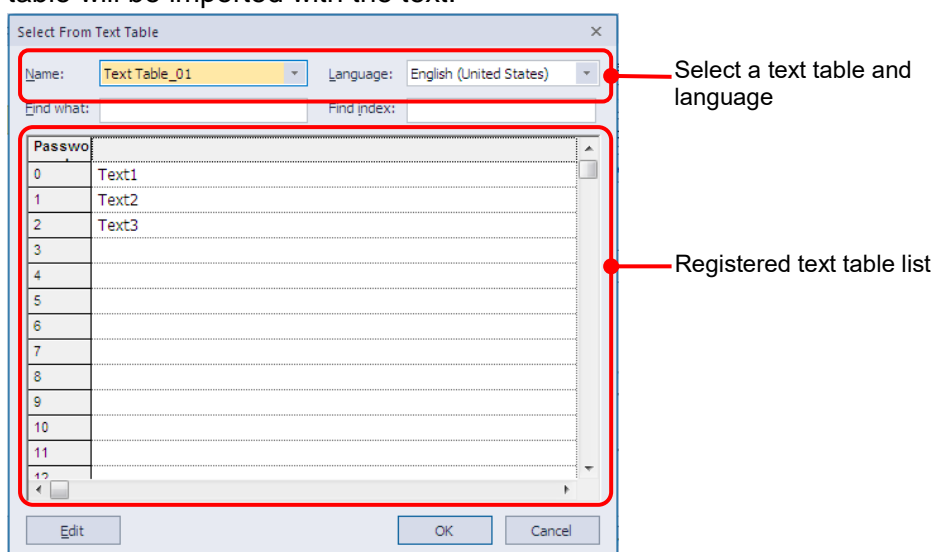 table will be imported with the text.
Select From Text Table
Name: Text Table_01 Language: English (United States)
Select a text table and
language
Find what: Find index:
Passwo
0 Text1
1 Text2
2 Text3
3
4
Registered text table list
5
6
7
8
9
10
11
12
Edit OK Cancel